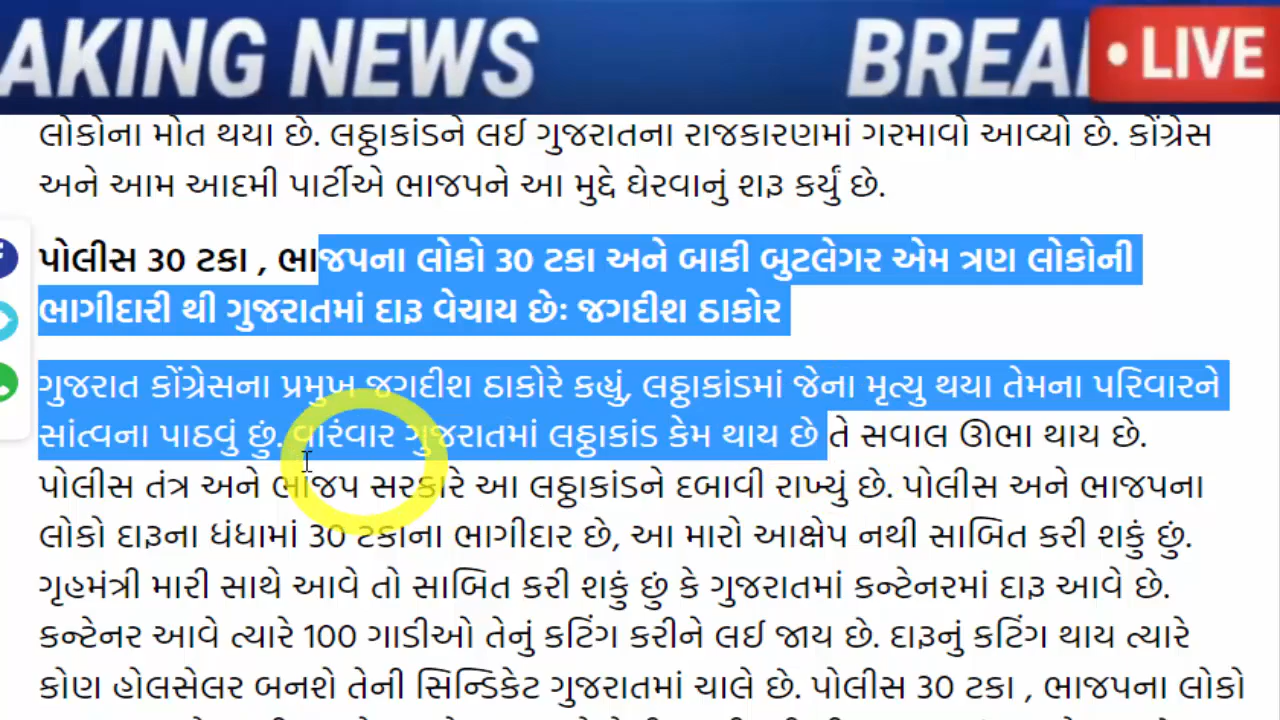 AKING NEWS BREA • LIVE
લોકોના મોત થયા છે. લઠ્ઠાકાંડને લઈ ગુજરાતના રાજકારણમાં ગરમાવો આવ્યો છે. કોંગ્રેસ
અને આમ આદમી પાર્ટીએ ભાજપને આ મુદ્દે ઘેરવાનું શરૂ કર્યું છે.
પોલીસ 30 ટકા , ભાજપના લોકો 30 ટકા અને બાકી બુટલેગર એમ ત્રણ લોકોની
ભાગીદારી થી ગુજરાતમાં દારૂ વેચાય છેઃ જગદીશ ઠાકોર
ગુજરાત કોંગ્રેસના પ્રમુખ જગદીશ ઠાકોરે કહ્યું, લઠ્ઠાકાંડમાં જેના મૃત્યુ થયા તેમના પરિવારને
સાંત્વના પાઠવું છું. વારંવાર ગુજરાતમાં લઠ્ઠાકાંડ કેમ થાય છે તે સવાલ ઊભા થાય છે.
પોલીસ તંત્ર અને ભાજપ સરકારે આ લઠ્ઠાકાંડને દબાવી રાખ્યું છે. પોલીસ અને ભાજપના
લોકો દારૂના ધંધામાં 30 ટકાના ભાગીદાર છે, આ મારો આક્ષેપ નથી સાબિત કરી શકું છું.
ગૃહમંત્રી મારી સાથે આવે તો સાબિત કરી શકું છું કે ગુજરાતમાં કન્ટેનરમાં દારૂ આવે છે.
કન્ટેનર આવે ત્યારે 100 ગાડીઓ તેનું કટિંગ કરીને લઈ જાય છે. દારૂનું કટિંગ થાય ત્યારે
કોણ હોલસેલર બનશે તેની સિન્ડિકેટ ગુજરાતમાં ચાલે છે. પોલીસ 30 ટકા , ભાજપના લોકો